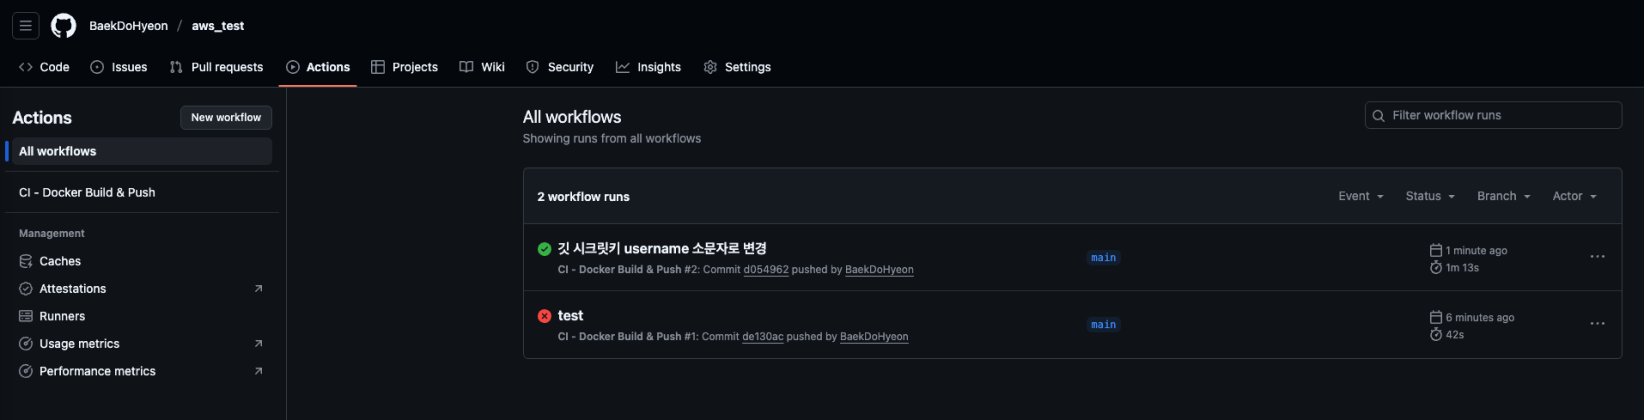 BaekDoHyeon / aws_test
Code Issues Pull requests Actions Projects Wiki Security Insights Settings
Actions
New workflow
All workflows
CI - Docker Build & Push
Management
Caches
Attestations
Runners
Usage metrics
Performance metrics
All workflows
Showing runs from all workflows
Filter workflow runs
2 workflow runs
Event Status Branch Actor
깃 시크릿키 username 소문자로 변경
CI - Docker Build & Push #2: Commit d054962 pushed by BaekDoHyeon
main
1 minute ago
1m 13s
test
CI - Docker Build & Push #1: Commit de130ac pushed by BaekDoHyeon
main
6 minutes ago
42s